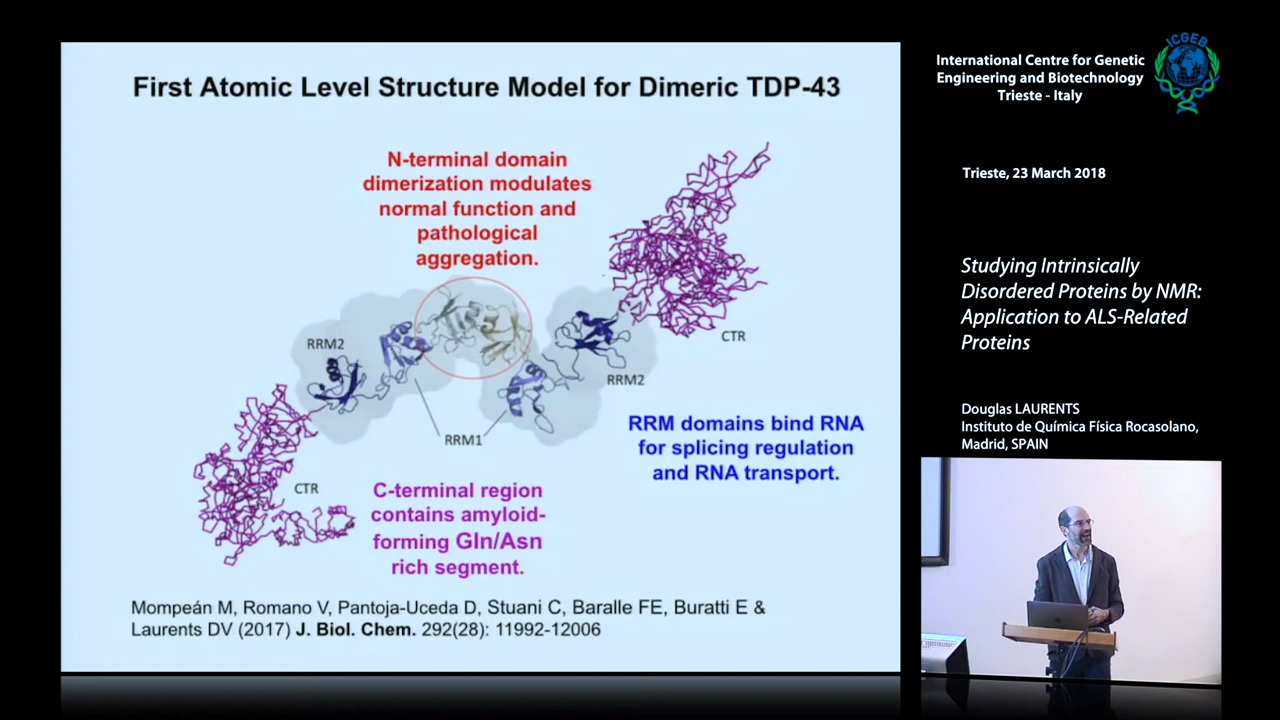 First Atomic Level Structure Model for Dimeric TDP-43
N-terminal domain
dimerization modulates
normal function and
pathological
aggregation.
RRM2
RRM1
CTR
CTR
RRM2
RRM domains bind RNA
for splicing regulation
and RNA transport.
C-terminal region
contains amyloid-
forming Gln/Asn
rich segment.
Mompeán M, Romano V, Pantoja-Uceda D, Stuani C, Baralle FE, Buratti E &
Laurents DV (2017) J. Biol. Chem. 292(28): 11992-12006
International Centre for Genetic
Engineering and Biotechnology
Trieste - Italy
ICGEB
Trieste, 23 March 2018
Studying Intrinsically
Disordered Proteins by NMR:
Application to ALS-Related
Proteins
Douglas LAURENTS
Instituto de Química Física Rocasolano,
Madrid, SPAIN